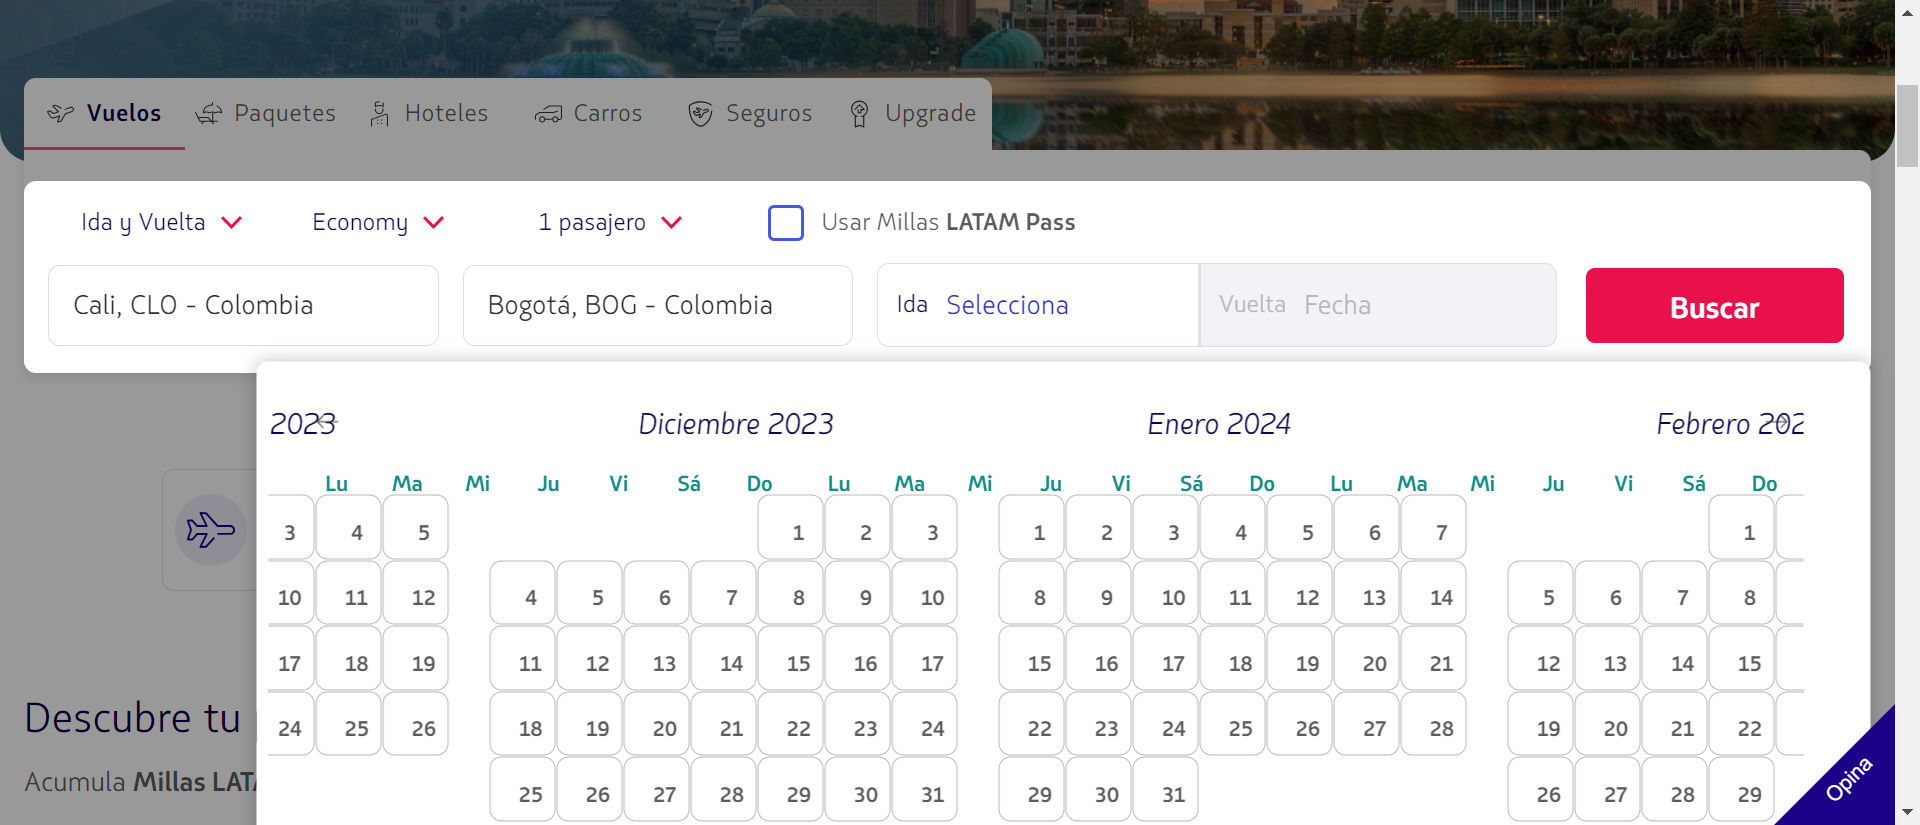 Vuelos Paquetes Hoteles Carros Seguros Upgrade
Ida y Vuelta Economy 1 pasajero Usar Millas LATAM Pass
Cali, CLO - Colombia Bogotá, BOG - Colombia Ida Selecciona Vuelta Fecha Buscar
2023 Diciembre 2023 Enero 2024 Febrero 202
Lu Ma Mi Ju Vi Sá Do Lu Ma Mi Ju Vi Sá Do Lu Ma Mi Ju Vi Sá Do
3 4 5 1 2 3 1 2 3 4 5 6 7 1
10 11 12 4 5 6 7 8 9 10 8 9 10 11 12 13 14 5 6 7 8
17 18 19 11 12 13 14 15 16 17 15 16 17 18 19 20 21 12 13 14 15
24 25 26 18 19 20 21 22 23 24 22 23 24 25 26 27 28 19 20 21 22
25 26 27 28 29 30 31 29 30 31 26 27 28 29
Descubre tu
Acumula Millas LATA
Opina